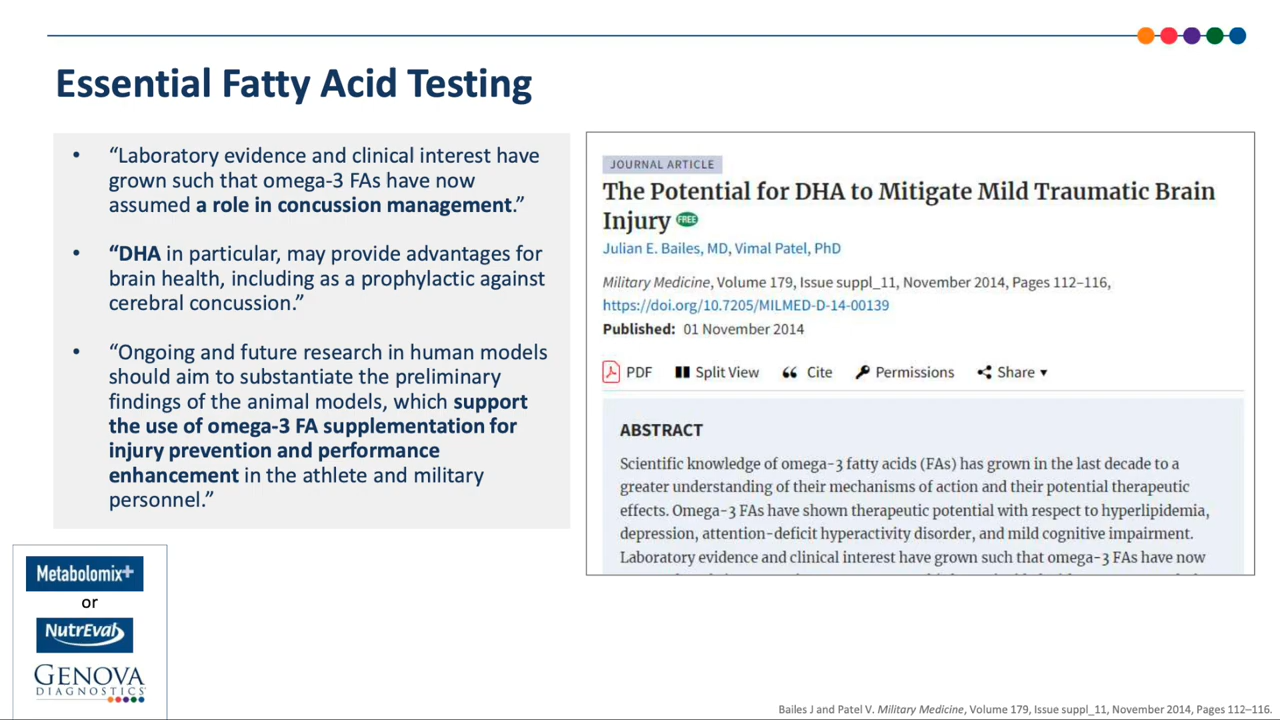 Essential Fatty Acid Testing
• “Laboratory evidence and clinical interest have
grown such that omega-3 FAs have now
assumed a role in concussion management.”
• “DHA in particular, may provide advantages for
brain health, including as a prophylactic against
cerebral concussion.”
• “Ongoing and future research in human models
should aim to substantiate the preliminary
findings of the animal models, which support
the use of omega-3 FA supplementation for
injury prevention and performance
enhancement in the athlete and military
personnel.”
JOURNAL ARTICLE
The Potential for DHA to Mitigate Mild Traumatic Brain
Injury FREE
Julian E. Bailes, MD, Vimal Patel, PhD
Military Medicine, Volume 179, Issue suppl_11, November 2014, Pages 112–116,
https://doi.org/10.7205/MILMED-D-14-00139
Published: 01 November 2014
PDF Split View Cite Permissions Share
ABSTRACT
Scientific knowledge of omega-3 fatty acids (FAs) has grown in the last decade to a
greater understanding of their mechanisms of action and their potential therapeutic
effects. Omega-3 FAs have shown therapeutic potential with respect to hyperlipidemia,
depression, attention-deficit hyperactivity disorder, and mild cognitive impairment.
Laboratory evidence and clinical interest have grown such that omega-3 FAs have now
Metabolomix+
or
NutrEval
GENOVA
DIAGNOSTICS
Bailes J and Patel V. Military Medicine, Volume 179, Issue suppl_11, November 2014, Pages 112–116.